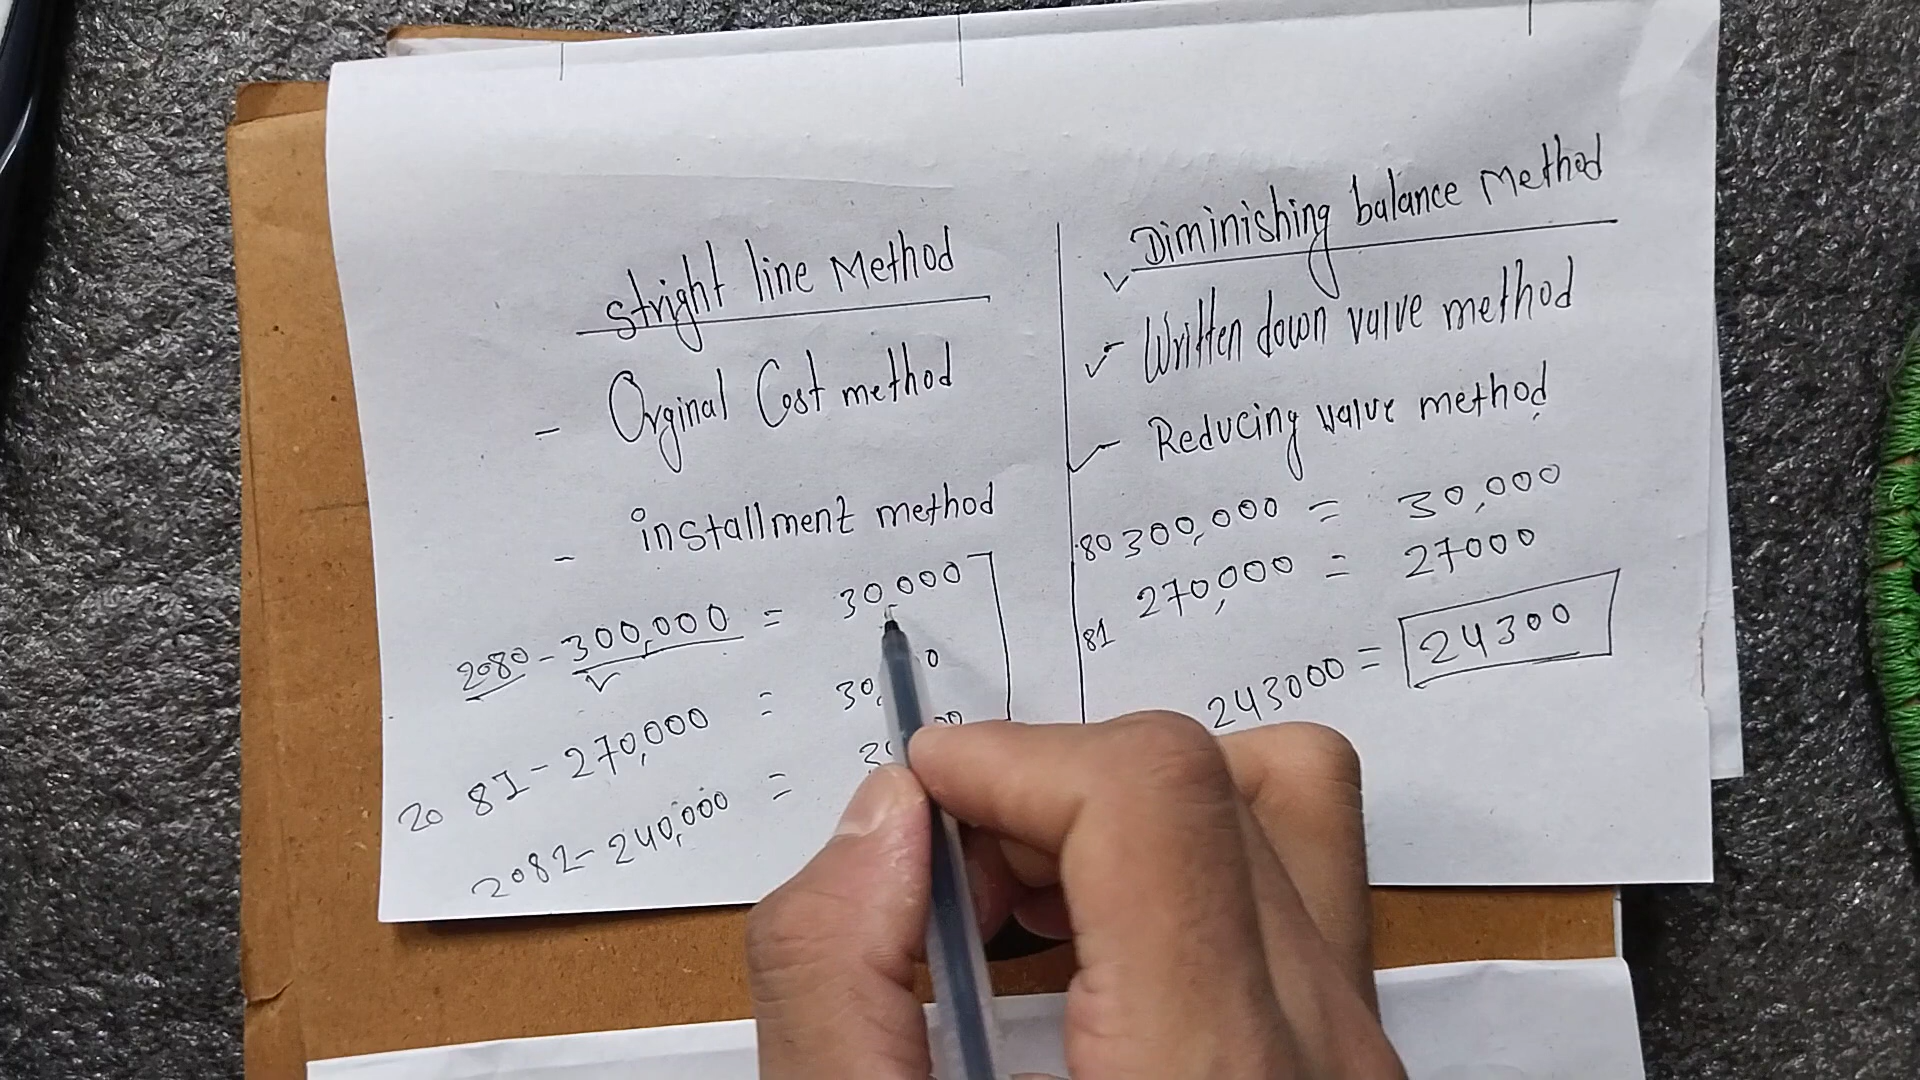 stright line Method
- Orginal Cost method
- installment method
2080 - 300,000 = 30,000
20 81 - 270,000 =
2082 - 240,000 =
Diminishing balance Method
Written down value method
Reducing value method
80 300,000 = 30,000
270,000 = 27000
81
243000 = 24300